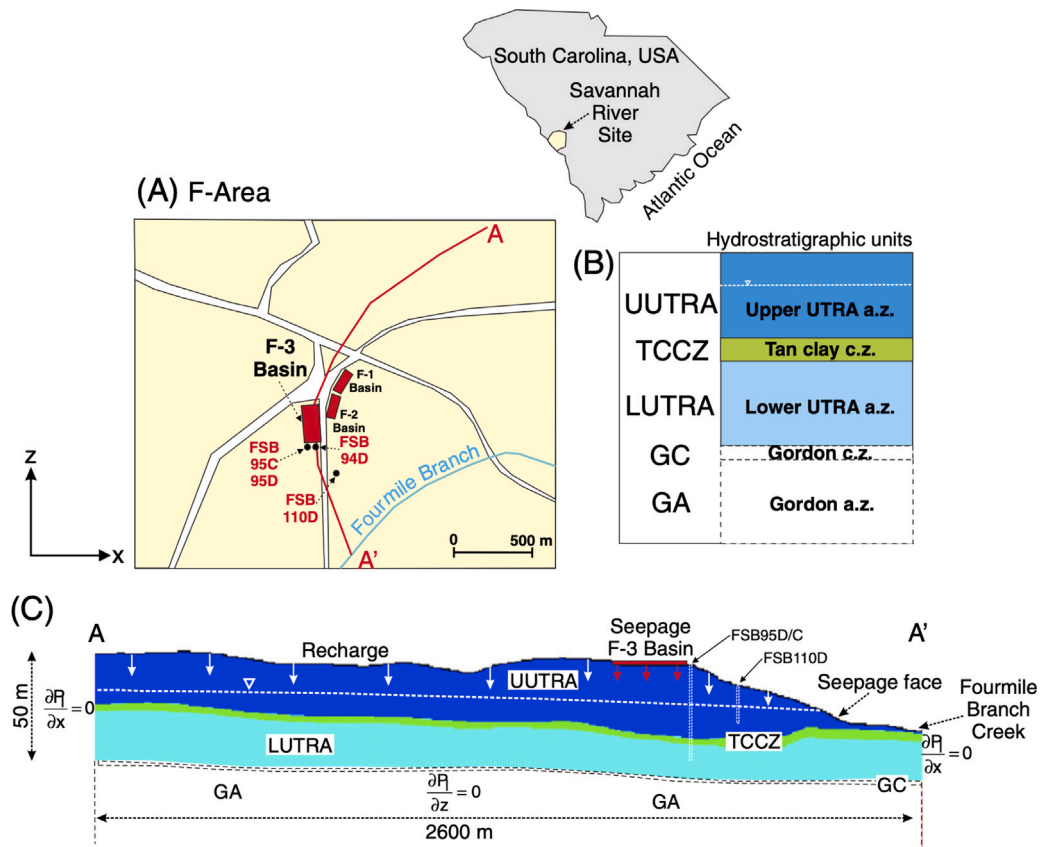 South Carolina, USA
Savannah
River
Site
Atlantic Ocean
(A) F-Area
A
F-3
Basin
F-1
Basin
F-2
Basin
FSB
95C
95D
FSB
94D
FSB
110D
Fourmile Branch
A'
0 500 m
z
x
(B)
Hydrostratigraphic units
UUTRA Upper UTRA a.z.
TCCZ Tan clay c.z.
LUTRA Lower UTRA a.z.
GC Gordon c.z.
GA Gordon a.z.
(C)
A
A'
Recharge
Seepage
F-3 Basin
FSB95D/C
FSB110D
Seepage face
Fourmile
Branch
Creek
50 m
∂Pₗ/∂x = 0
UUTRA
LUTRA
TCCZ
∂Pₗ/∂x = 0
GC
GA
∂Pₗ/∂z = 0
GA
2600 m